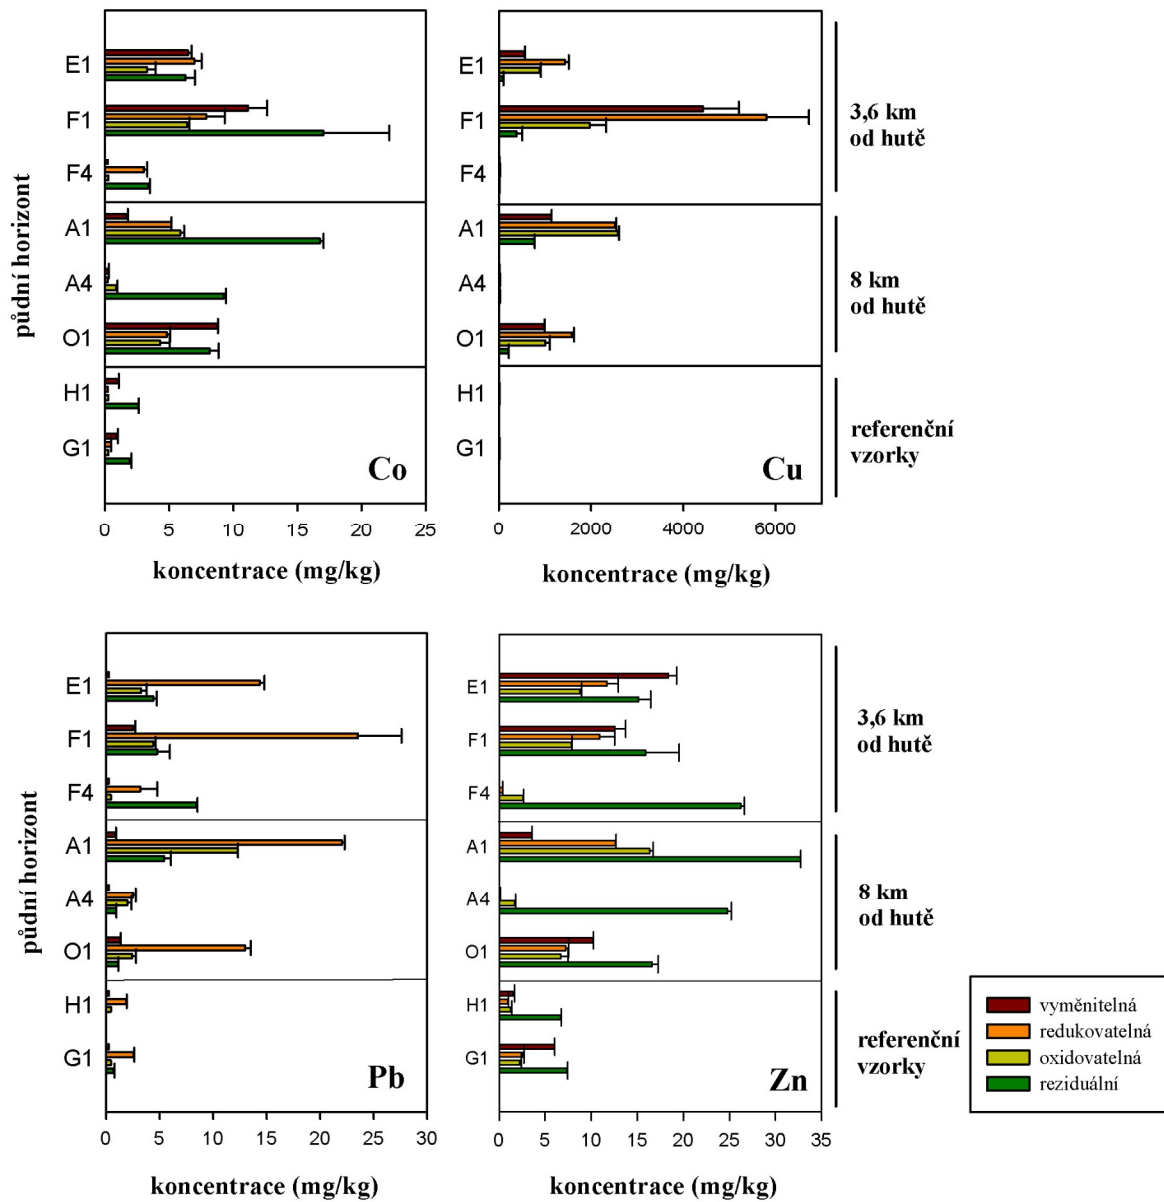 půdní horizont
E1
F1
F4
A1
A4
O1
H1
G1
Co
0 5 10 15 20 25
koncentrace (mg/kg)
E1
F1
F4
A1
A4
O1
H1
G1
Cu
0 2000 4000 6000
koncentrace (mg/kg)
3,6 km
od hutě
8 km
od hutě
referenční
vzorky
půdní horizont
E1
F1
F4
A1
A4
O1
H1
G1
Pb
0 5 10 15 20 25 30
koncentrace (mg/kg)
E1
F1
F4
A1
A4
O1
H1
G1
Zn
0 5 10 15 20 25 30 35
koncentrace (mg/kg)
3,6 km
od hutě
8 km
od hutě
referenční
vzorky
vyměnitelná
redukovatelná
oxidovatelná
reziduální